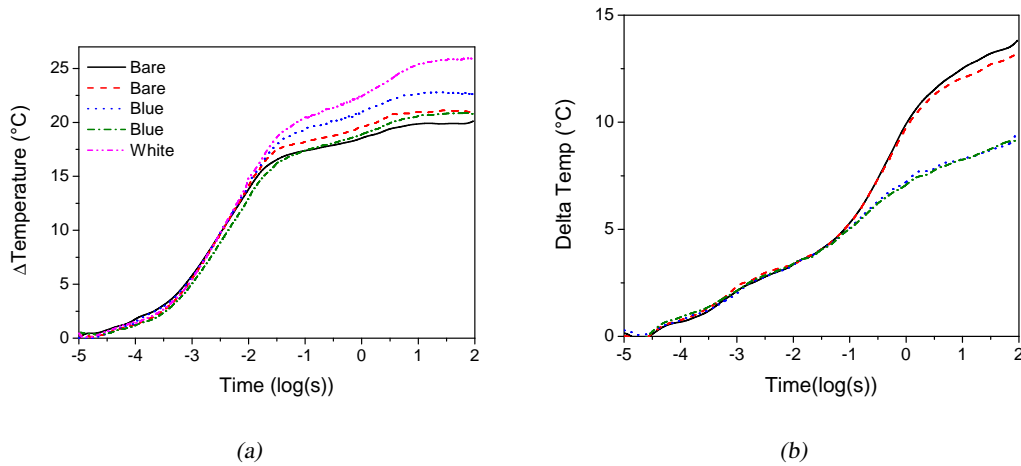 ΔTemperature (°C)
25
20
15
10
5
0
Bare
Bare
Blue
Blue
White
-5 -4 -3 -2 -1 0 1 2
Time (log(s))
(a)
Delta Temp (°C)
15
10
5
0
-5 -4 -3 -2 -1 0 1 2
Time(log(s))
(b)